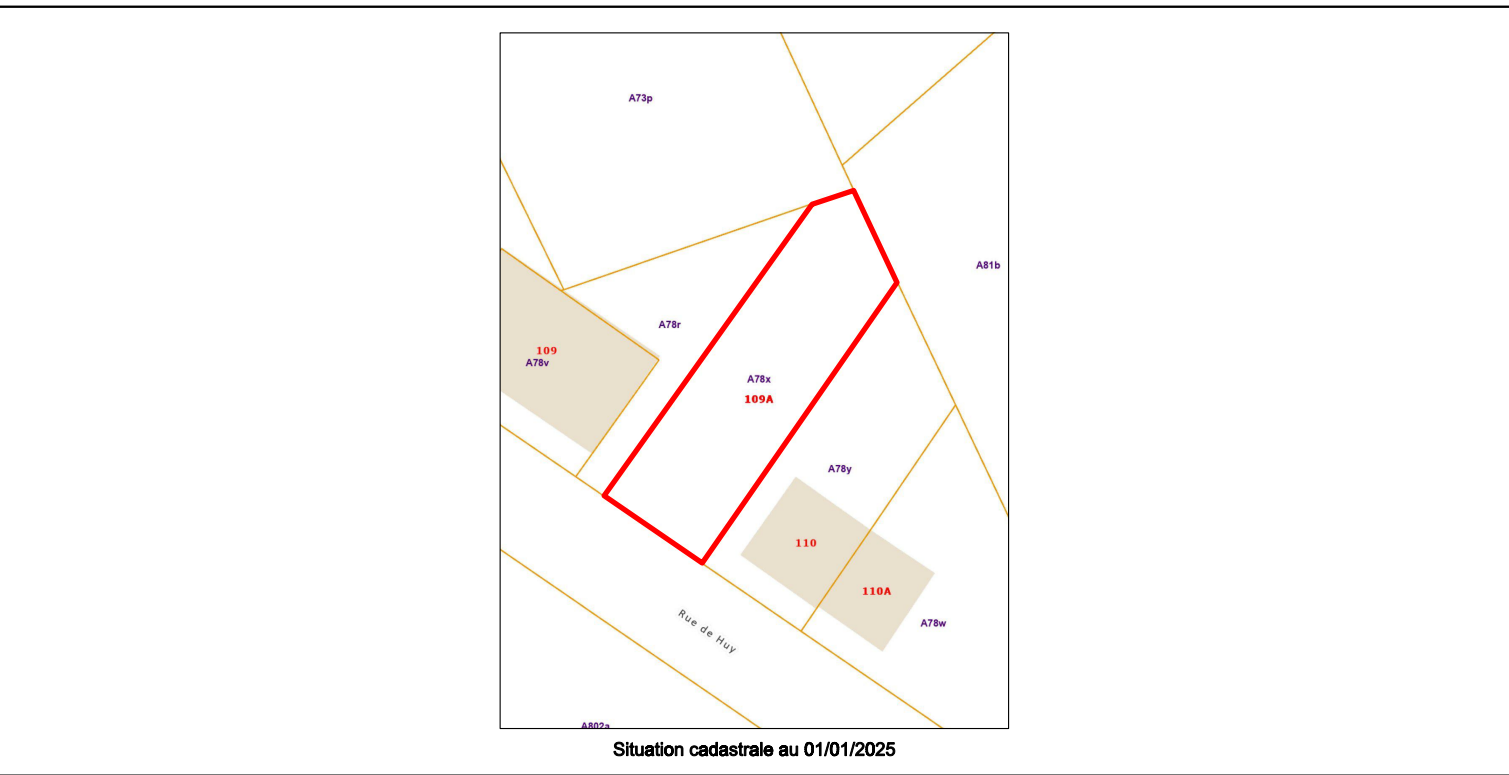 A73p
A81b
A78r
109
A78v
A78x
109A
A78y
110
110A
A78w
Rue de Huy
A802a
Situation cadastrale au 01/01/2025